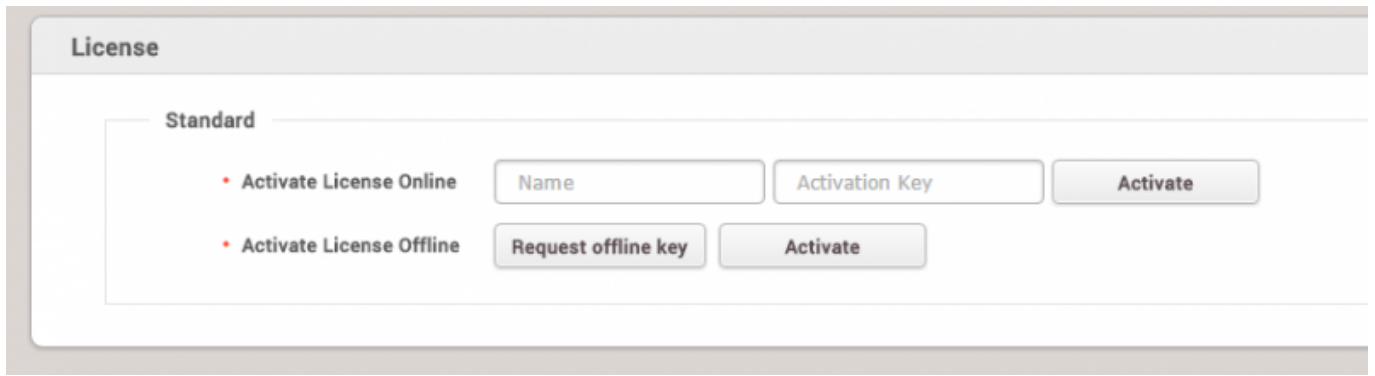 License
Standard
• Activate License Online Name Activation Key Activate
• Activate License Offline Request offline key Activate